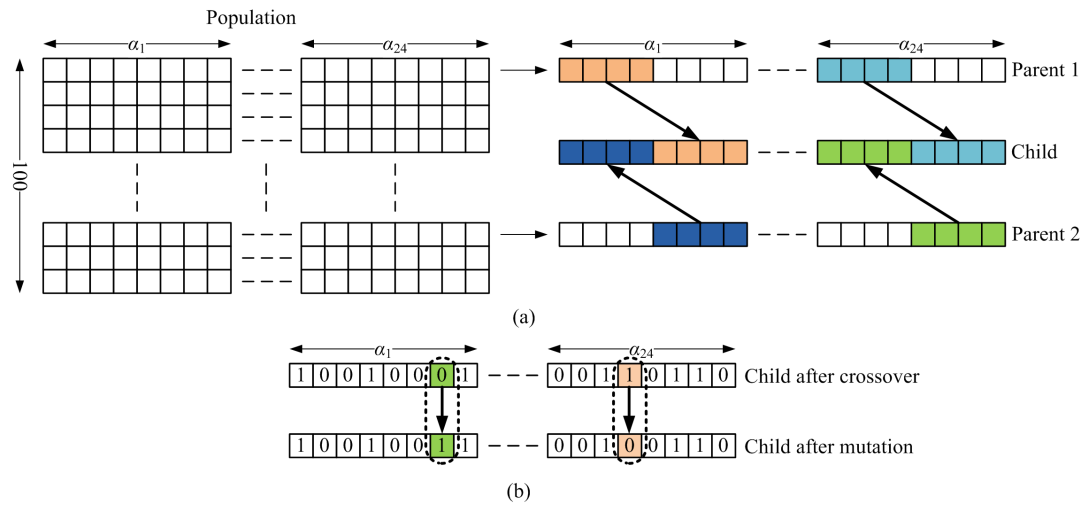 Population
α1 α24 α1 α24
100
Parent 1
Child
Parent 2
(a)
α1 α24
1 0 0 1 0 0 0 1 0 0 1 1 0 1 1 0 Child after crossover
1 0 0 1 0 0 1 1 0 0 1 0 0 1 1 0 Child after mutation
(b)